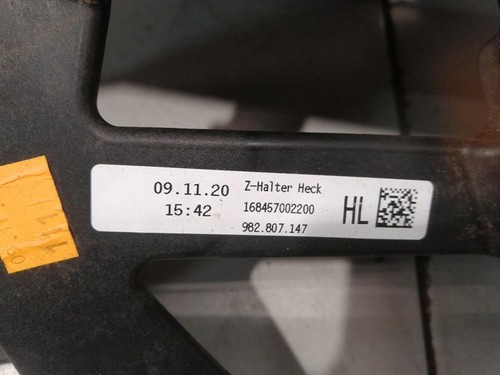 09.11.20 Z-Halter Heck
15:42 168457002200 HL
982.807.147